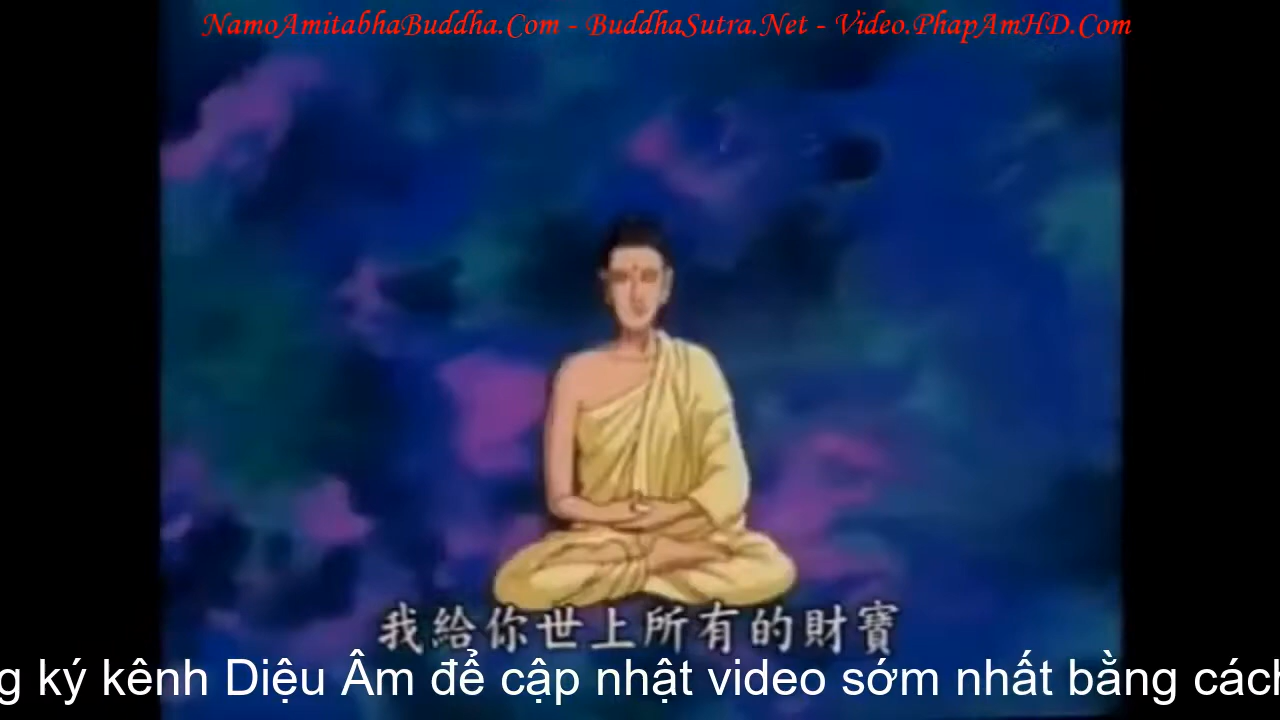 NamoAmitabhaBuddha.Com - BuddhaSutra.Net - Video.PhapAmHD.Com
我給你世上所有的財寶
g ký kênh Diệu Âm để cập nhật video sớm nhất bằng cách